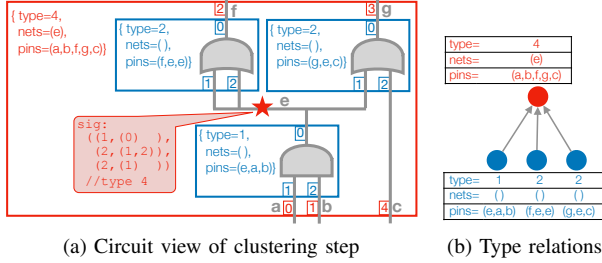 { type=4,
nets=(e),
pins=(a,b,f,g,c)}
2 f
3 g
{ type=2,
nets=( ),
pins=(f,e,e)}
0
1 2
{ type=2,
nets=( ),
pins=(g,e,c)}
0
1 2
e
sig:
((1,(0) ),
(2,(1,2)),
(2,(1) ))
//type 4
{ type=1,
nets=( ),
pins=(e,a,b)}
0
1 2
a 0
1 b
4 c
(a) Circuit view of clustering step
type= 4
nets= (e)
pins= (a,b,f,g,c)
type= 1 2 2
nets= ( ) ( ) ( )
pins= (e,a,b) (f,e,e) (g,e,c)
(b) Type relations